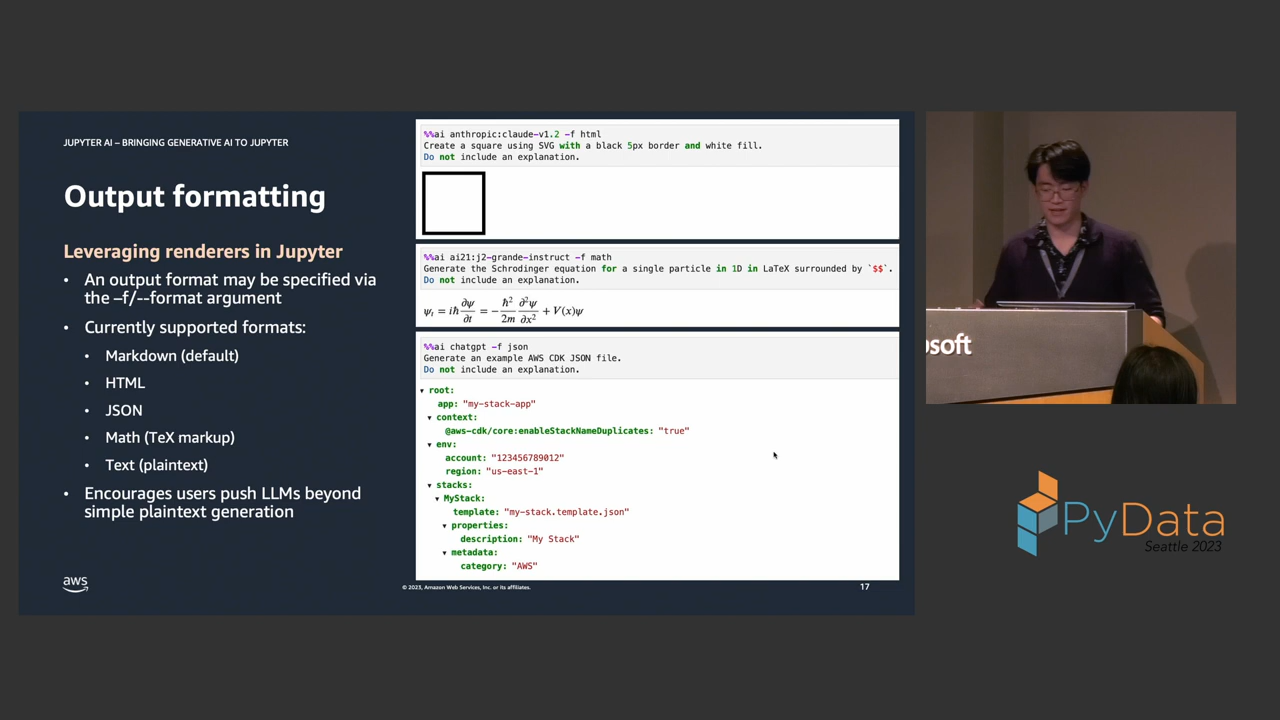 JUPYTER AI – BRINGING GENERATIVE AI TO JUPYTER
Output formatting
Leveraging renderers in Jupyter
• An output format may be specified via
the –f/--format argument
• Currently supported formats:
• Markdown (default)
• HTML
• JSON
• Math (TeX markup)
• Text (plaintext)
• Encourages users push LLMs beyond
simple plaintext generation
%%ai anthropic:claude-v1.2 -f html
Create a square using SVG with a black 5px border and white fill.
Do not include an explanation.
%%ai ai21:j2-grande-instruct -f math
Generate the Schrodinger equation for a single particle in 1D in LaTeX surrounded by `$$`.
Do not include an explanation.
ψₜ = iℏ ∂ψ/∂t = − ℏ²/2m ∂²ψ/∂x² + V(x)ψ
%%ai chatgpt -f json
Generate an example AWS CDK JSON file.
Do not include an explanation.
▼ root:
app: "my-stack-app"
▼ context:
@aws-cdk/core:enableStackNameDuplicates: "true"
▼ env:
account: "123456789012"
region: "us-east-1"
▼ stacks:
▼ MyStack:
template: "my-stack.template.json"
▼ properties:
description: "My Stack"
▼ metadata:
category: "AWS"
aws
© 2023, Amazon Web Services, Inc. or its affiliates.
17
osoft
PyData
Seattle 2023